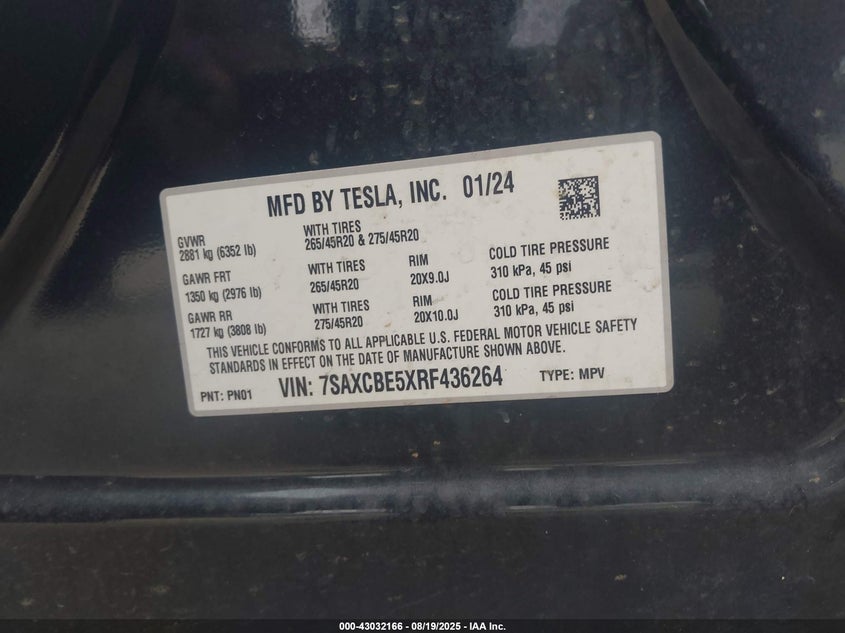 MFD BY TESLA, INC. 01/24
GVWR
2881 kg (6352 lb)
WITH TIRES
265/45R20 & 275/45R20
GAWR FRT
1350 kg (2976 lb)
WITH TIRES
265/45R20
RIM
20X9.0J
COLD TIRE PRESSURE
310 kPa, 45 psi
GAWR RR
1727 kg (3808 lb)
WITH TIRES
275/45R20
RIM
20X10.0J
COLD TIRE PRESSURE
310 kPa, 45 psi
THIS VEHICLE CONFORMS TO ALL APPLICABLE U.S. FEDERAL MOTOR VEHICLE SAFETY
STANDARDS IN EFFECT ON THE DATE OF MANUFACTURE SHOWN ABOVE.
PNT: PN01 VIN: 7SAXCBE5XRF436264 TYPE: MPV
000-43032166 - 08/19/2025 - IAA Inc.